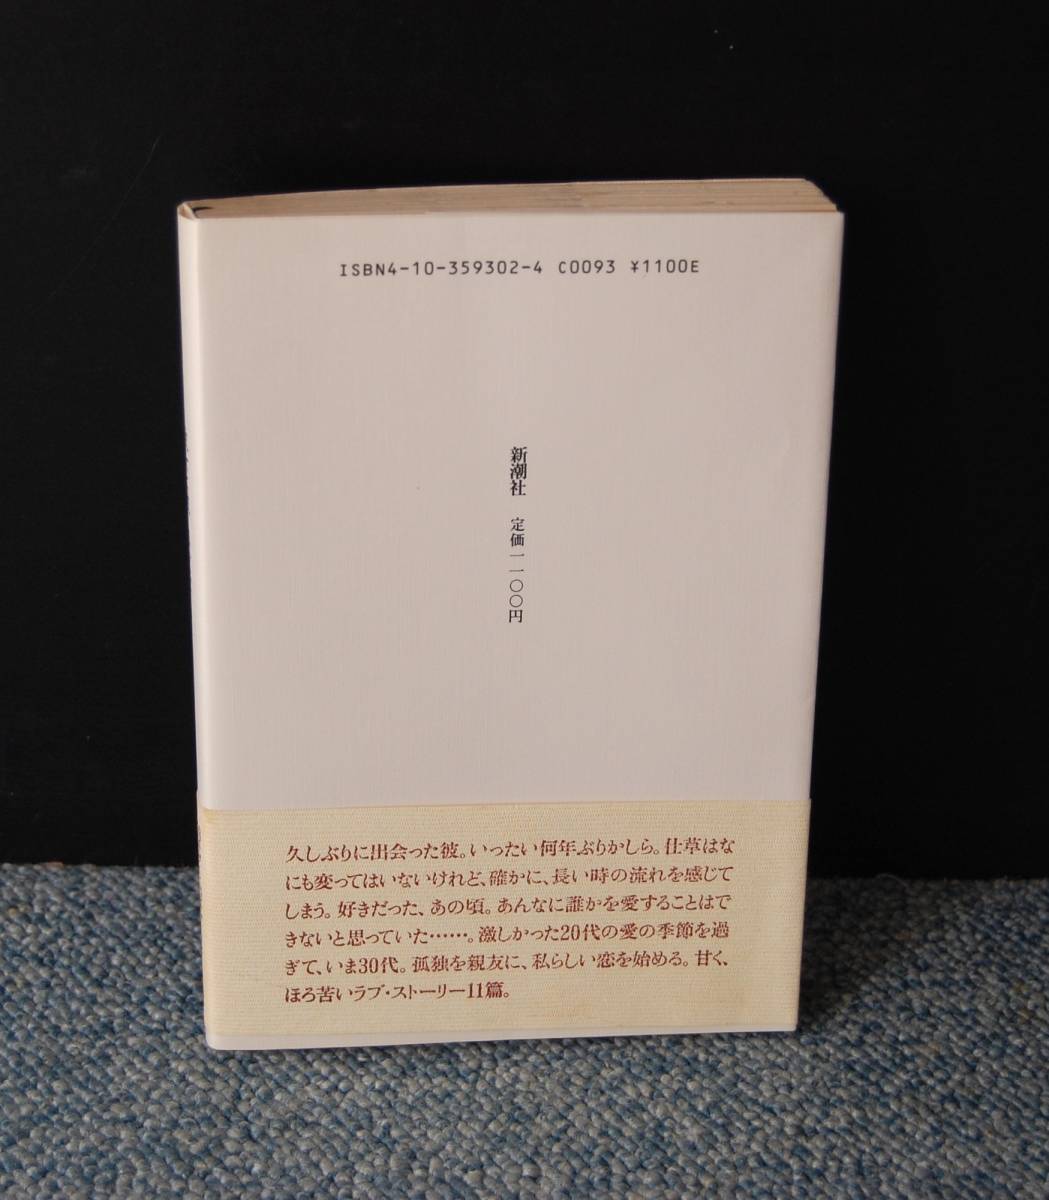 ISBN4-10-359302-4 C0093 ¥1100E
新潮社 定価一一〇〇円
久しぶりに出会った彼。いったい何年ぶりかしら。仕草はな
にも変ってはいないけれど、確かに、長い時の流れを感じて
しまう。好きだった、あの頃。あんなに誰かを愛することはで
きないと思っていた……。激しかった20代の愛の季節を過
ぎて、いま30代。孤独を親友に、私らしい恋を始める。甘く、
ほろ苦いラブ・ストーリー11篇。